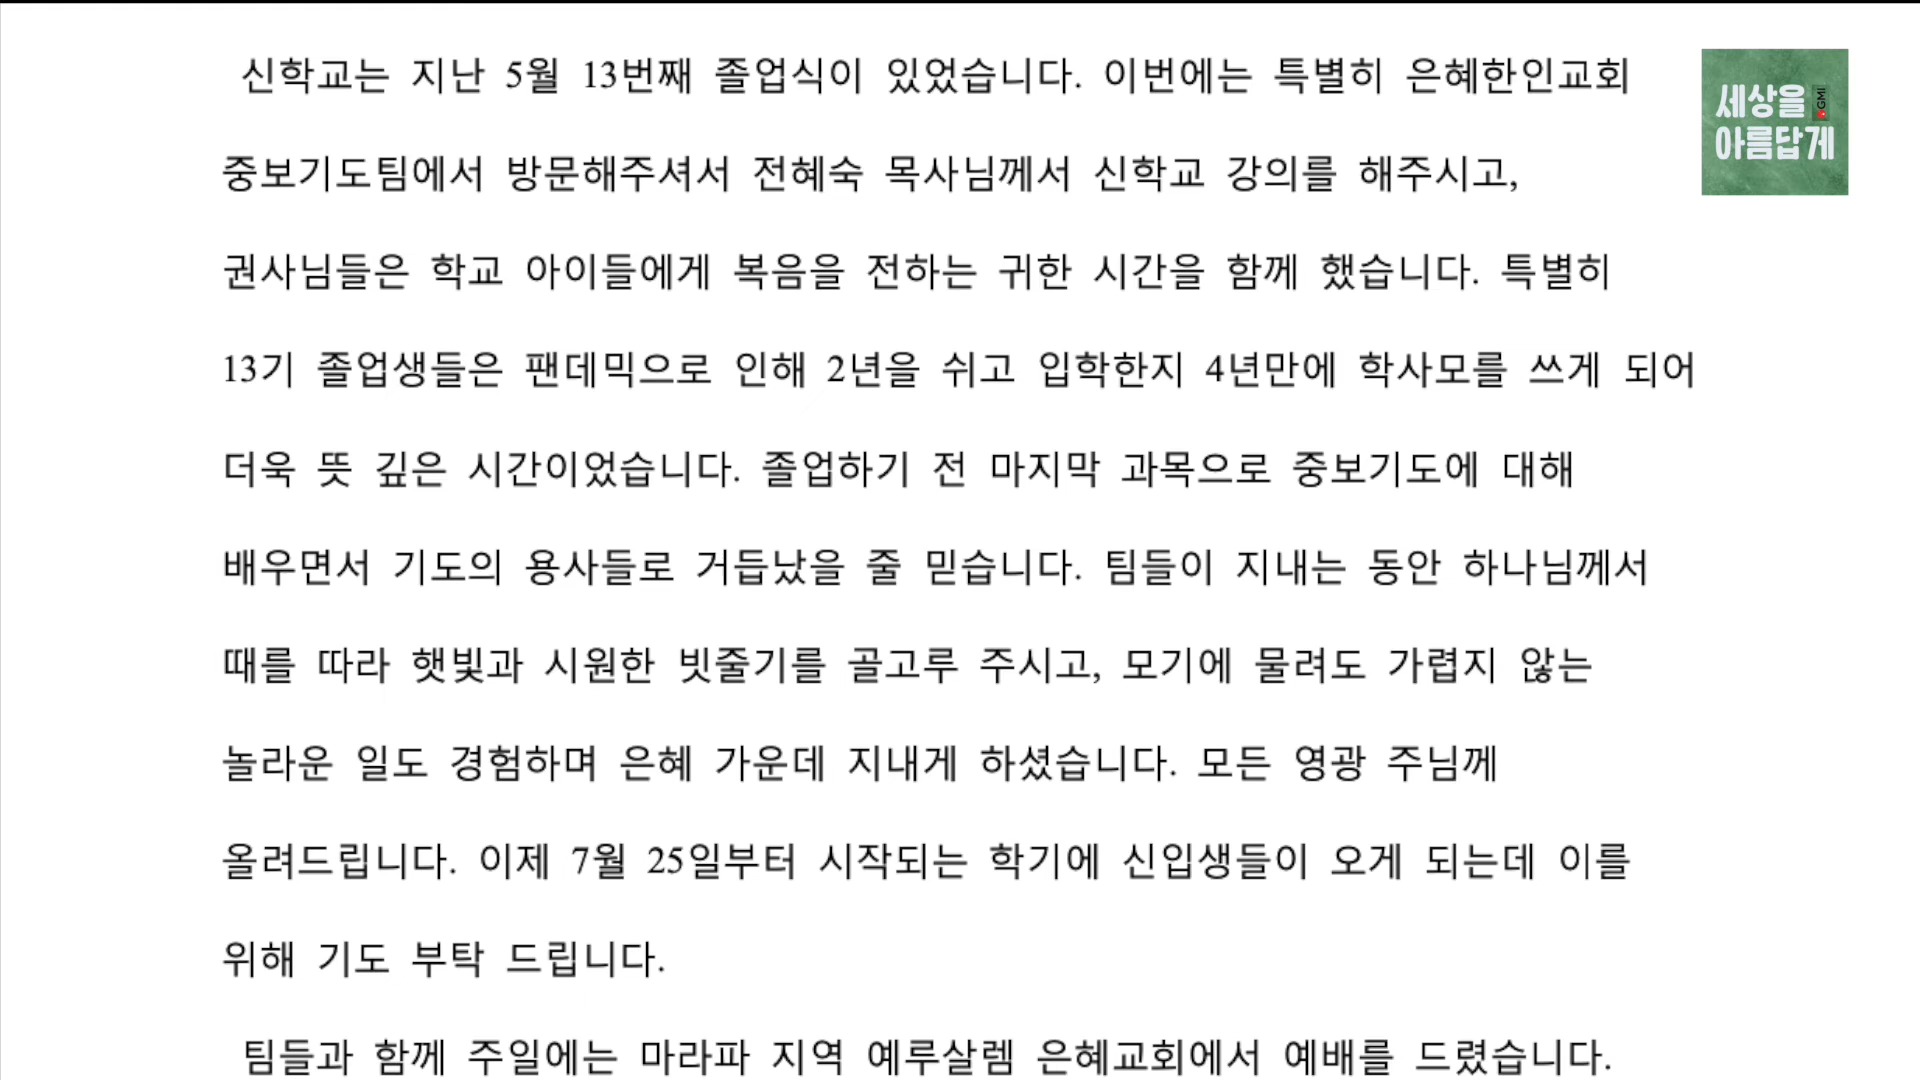 신학교는 지난 5월 13번째 졸업식이 있었습니다. 이번에는 특별히 은혜한인교회
중보기도팀에서 방문해주셔서 전혜숙 목사님께서 신학교 강의를 해주시고,
권사님들은 학교 아이들에게 복음을 전하는 귀한 시간을 함께 했습니다. 특별히
13기 졸업생들은 팬데믹으로 인해 2년을 쉬고 입학한지 4년만에 학사모를 쓰게 되어
더욱 뜻 깊은 시간이었습니다. 졸업하기 전 마지막 과목으로 중보기도에 대해
배우면서 기도의 용사들로 거듭났을 줄 믿습니다. 팀들이 지내는 동안 하나님께서
때를 따라 햇빛과 시원한 빗줄기를 골고루 주시고, 모기에 물려도 가렵지 않는
놀라운 일도 경험하며 은혜 가운데 지내게 하셨습니다. 모든 영광 주님께
올려드립니다. 이제 7월 25일부터 시작되는 학기에 신입생들이 오게 되는데 이를
위해 기도 부탁 드립니다.
팀들과 함께 주일에는 마라파 지역 예루살렘 은혜교회에서 예배를 드렸습니다.
세상을
GMI
아름답게